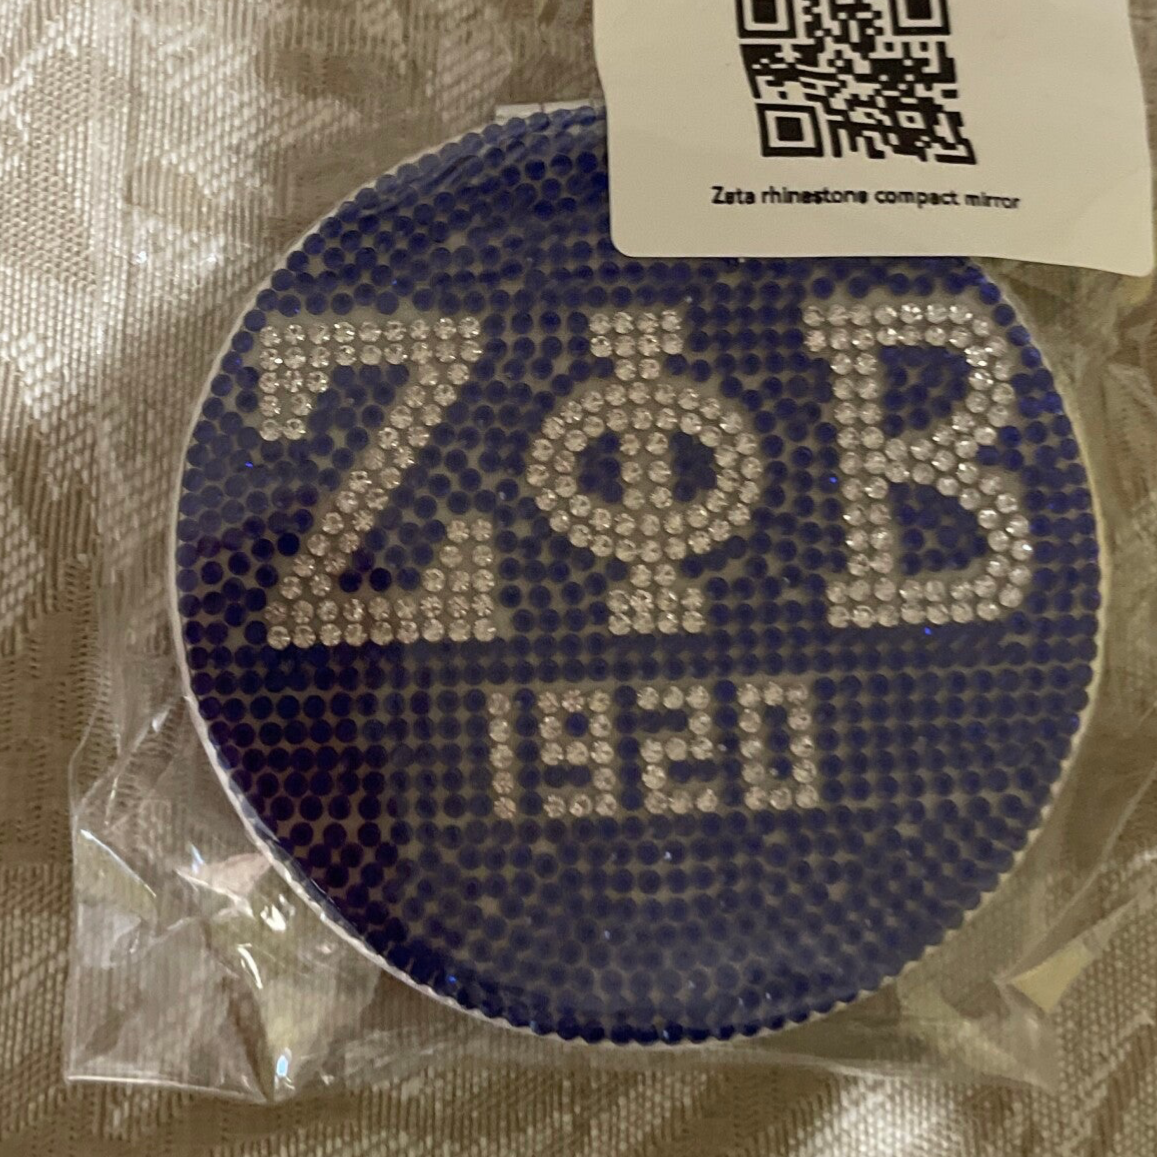 Zeta rhinestone compact mirror
ΖΦΒ
1920